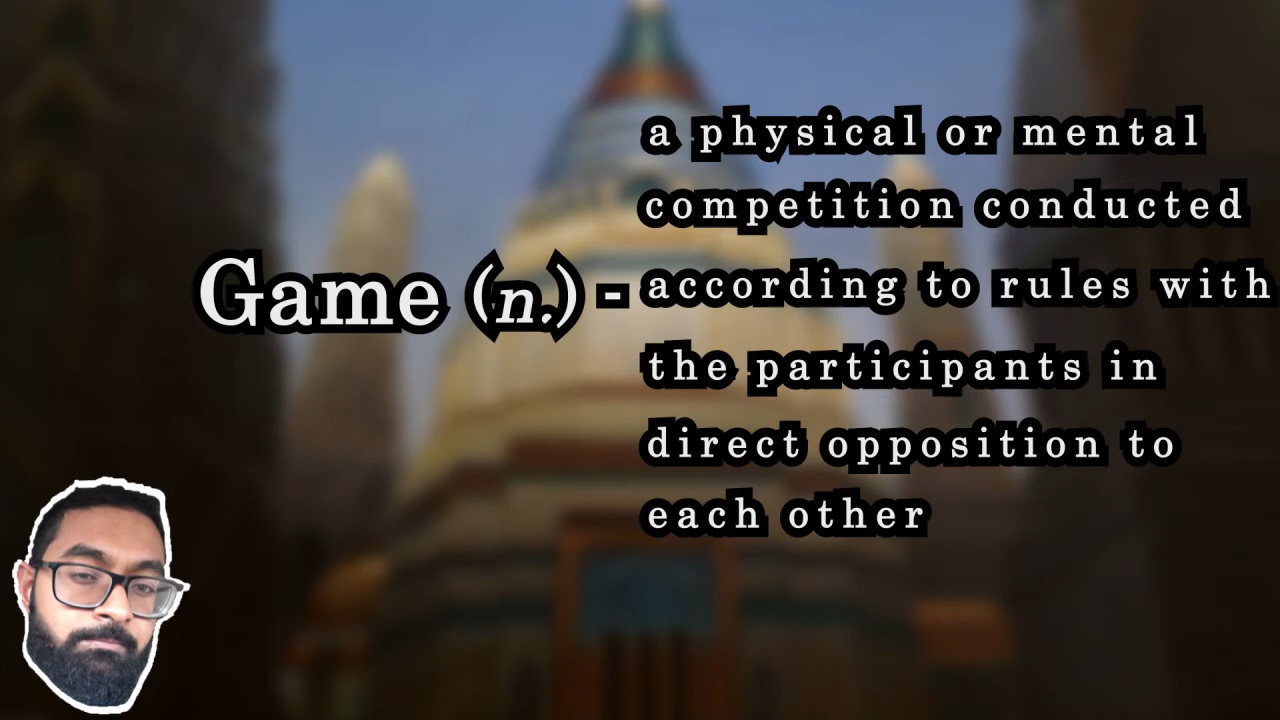 Game (n.) -
a physical or mental
competition conducted
according to rules with
the participants in
direct opposition to
each other